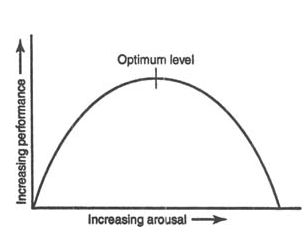 Optimum level
Increasing performance
Increasing arousal